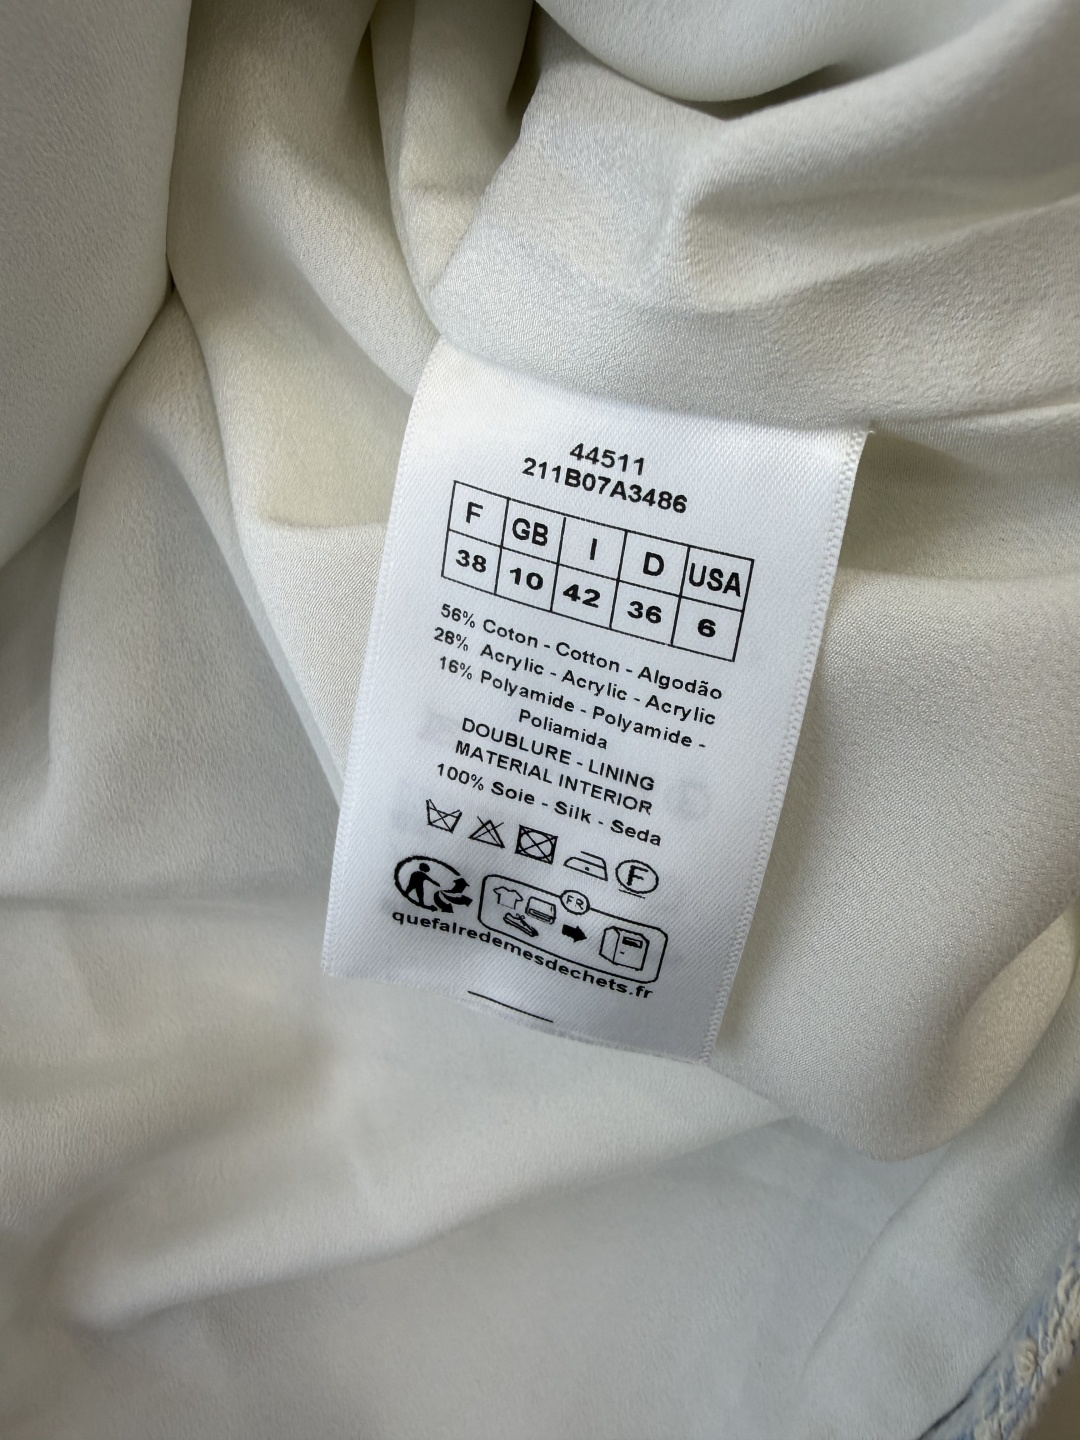 44511
211B07A3486
F GB I D USA
38 10 42 36 6
56% Coton - Cotton - Algodão
28% Acrylic - Acrylic - Acrylic
16% Polyamide - Polyamide -
Poliamida
DOUBLURE - LINING
MATERIAL INTERIOR
100% Soie - Silk - Seda
F
FR
quefairedemesdechets.fr